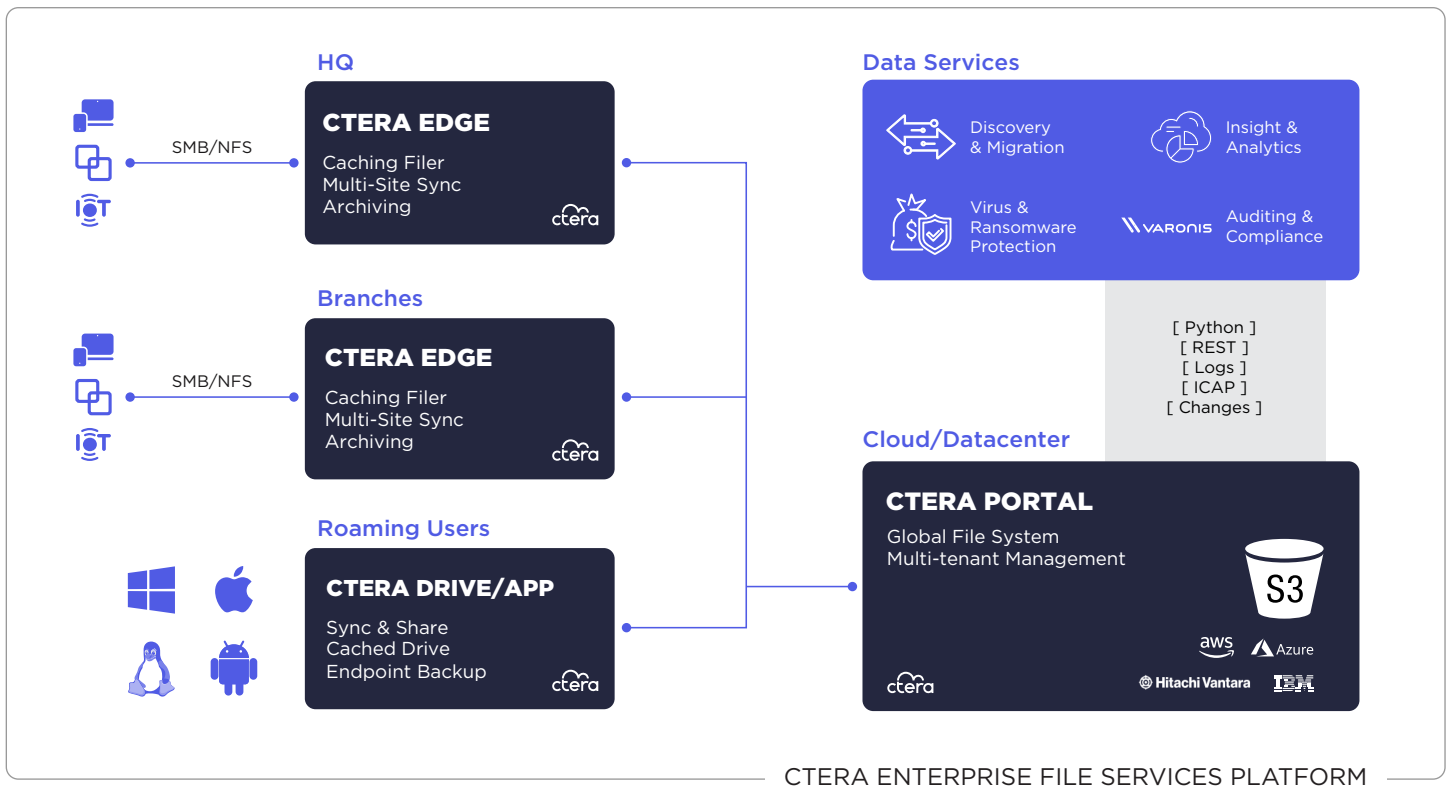 HQ
CTERA EDGE
Caching Filer
Multi-Site Sync
Archiving
ctera
SMB/NFS
IOT
Branches
CTERA EDGE
Caching Filer
Multi-Site Sync
Archiving
ctera
SMB/NFS
IOT
Roaming Users
CTERA DRIVE/APP
Sync & Share
Cached Drive
Endpoint Backup
ctera
Data Services
Discovery
& Migration
Insight &
Analytics
$
Virus &
Ransomware
Protection
VARONIS
Auditing &
Compliance
[ Python ]
[ REST ]
[ Logs ]
[ ICAP ]
[ Changes ]
Cloud/Datacenter
CTERA PORTAL
Global File System
Multi-tenant Management
S3
aws
Azure
ctera
Hitachi Vantara
IBM
CTERA ENTERPRISE FILE SERVICES PLATFORM